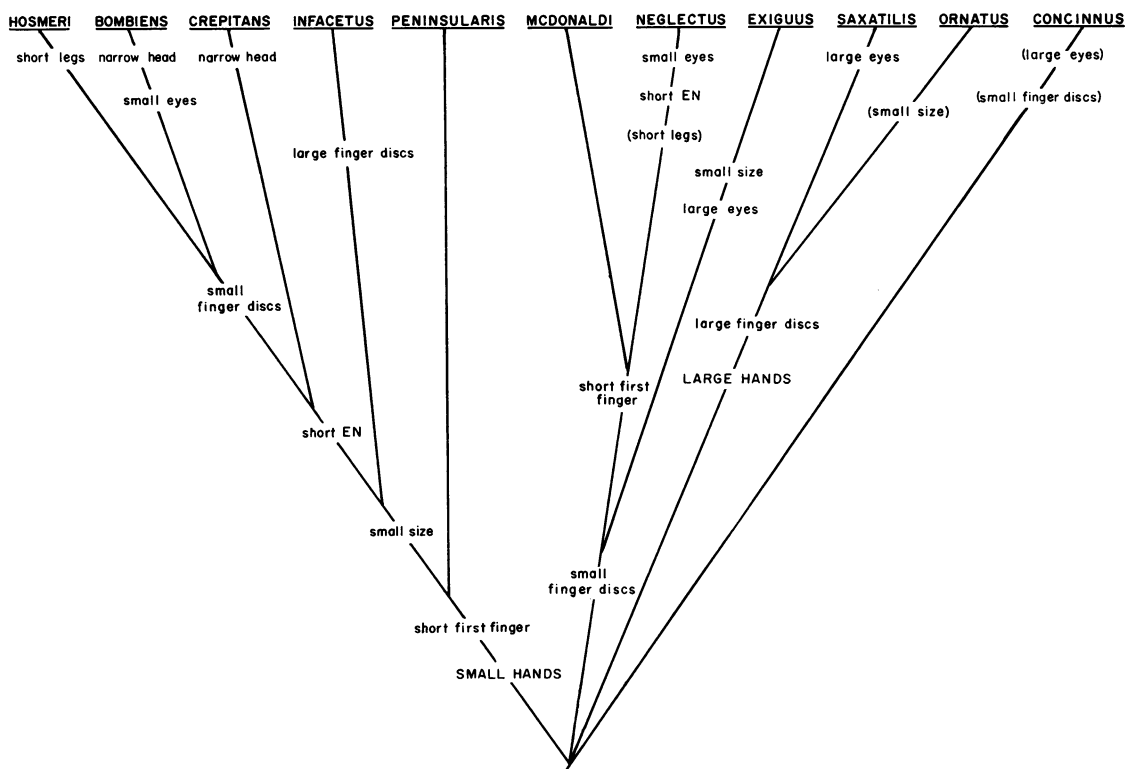 HOSMERI BOMBIENS CREPITANS INFACETUS PENINSULARIS MCDONALDI NEGLECTUS EXIGUUS SAXATILIS ORNATUS CONCINNUS
short legs narrow head narrow head small eyes large eyes (large eyes)
small eyes short EN (small finger discs)
(small size)
(short legs)
large finger discs
small size
large eyes
small
finger discs
large finger discs
LARGE HANDS
short first
finger
short EN
small size
small
finger discs
short first finger
SMALL HANDS